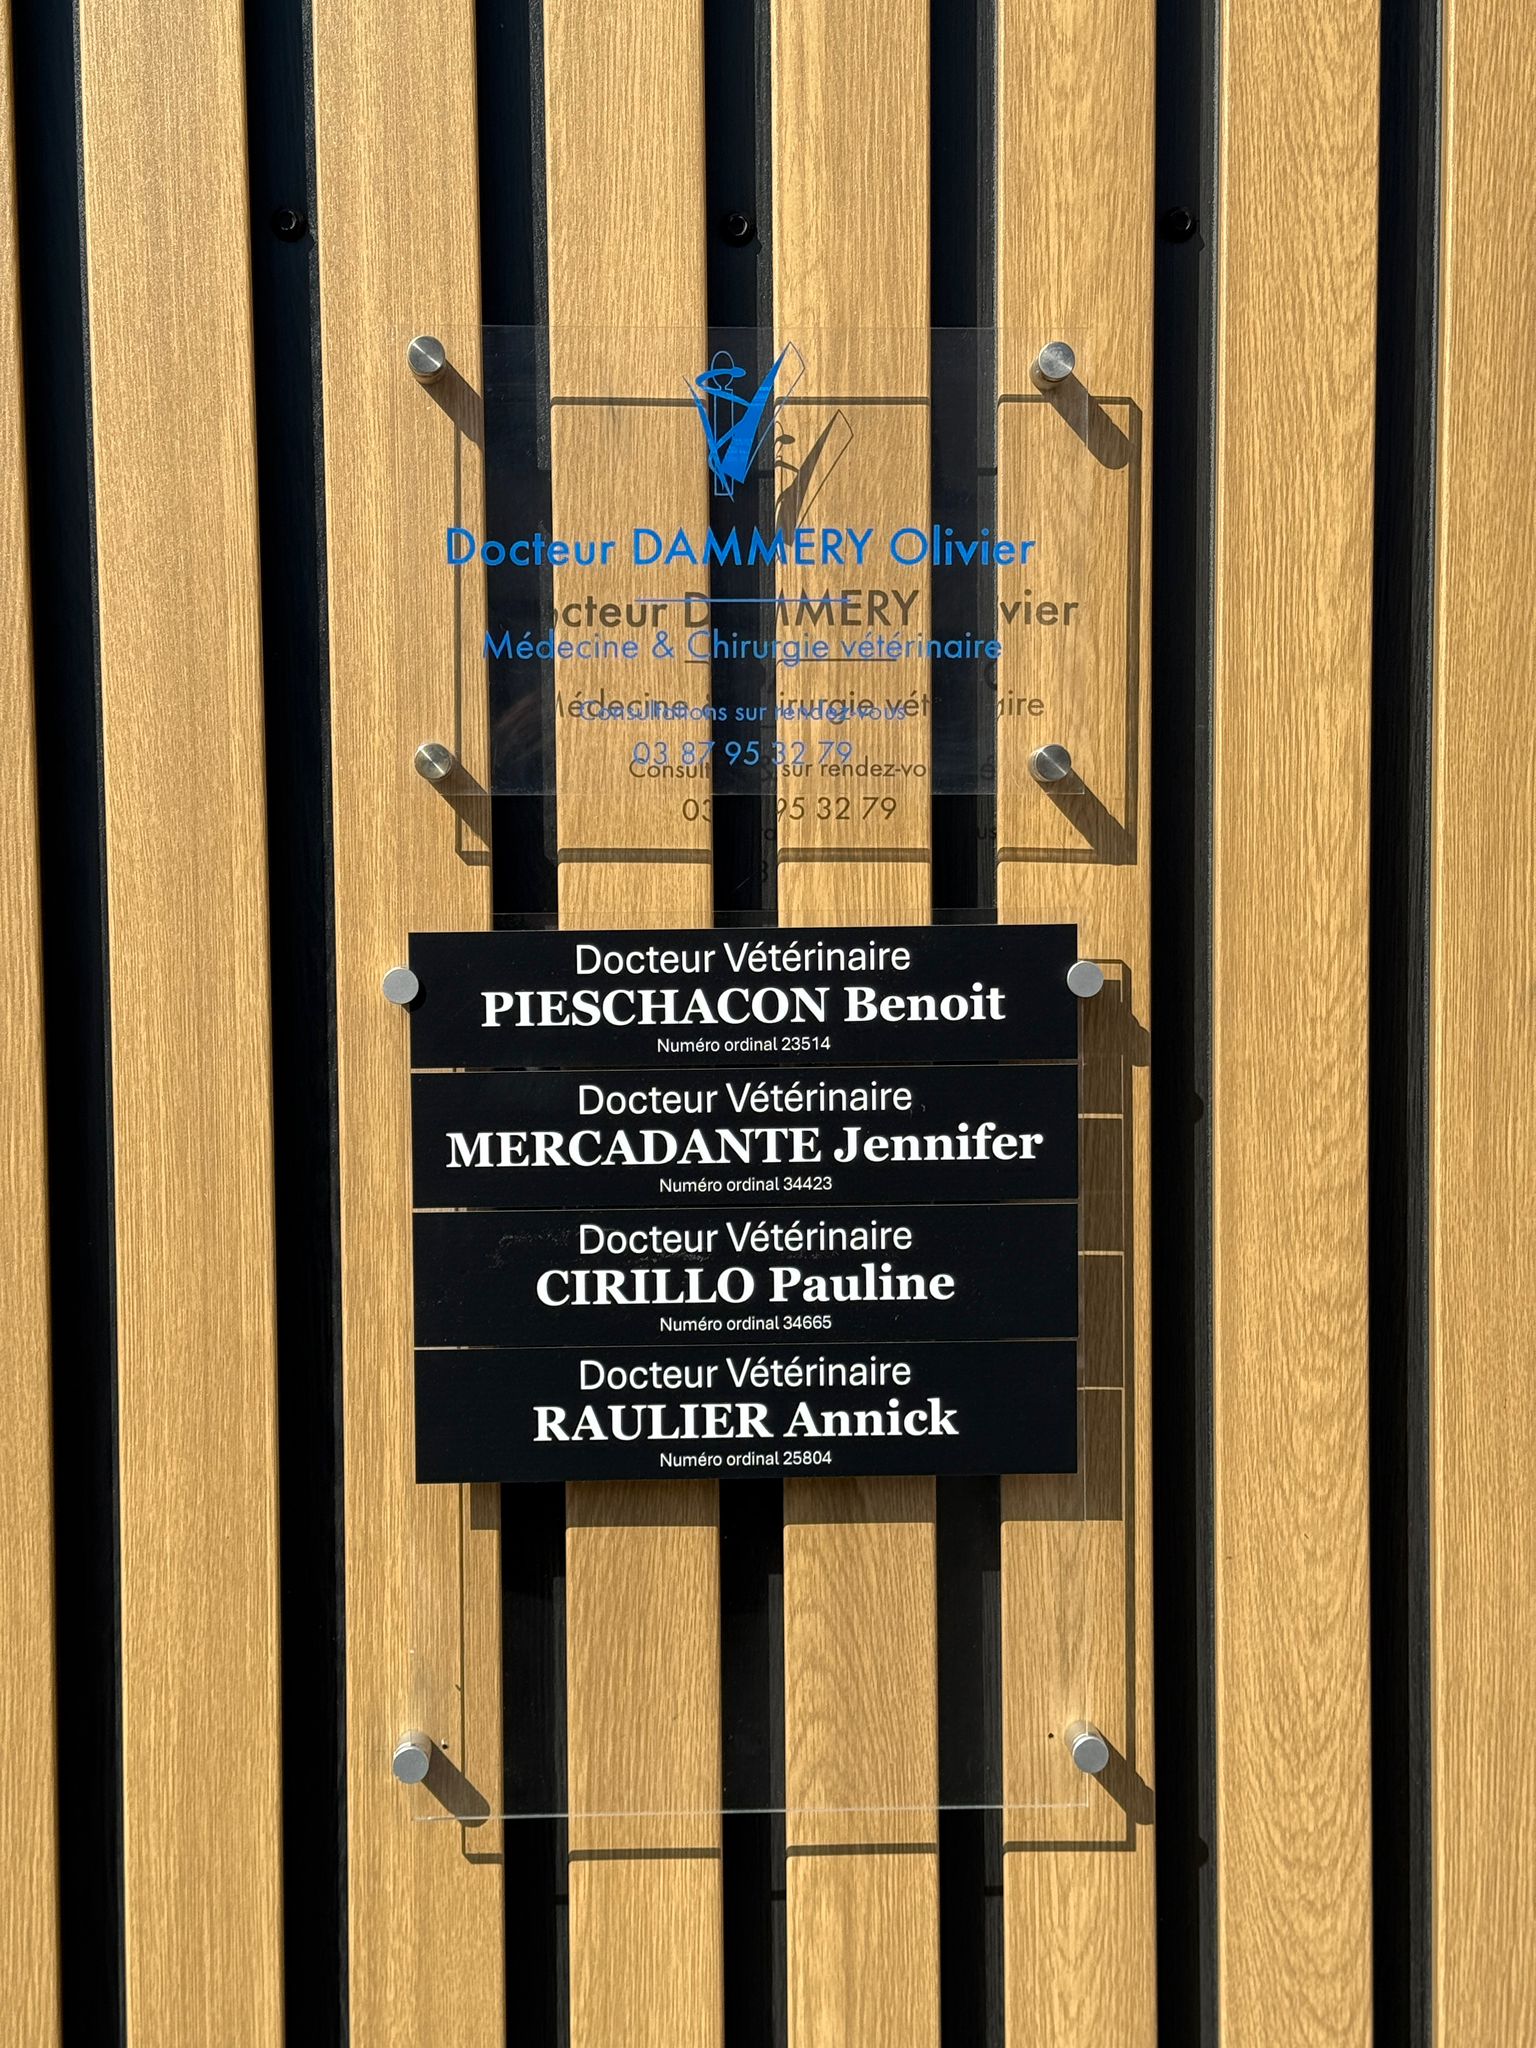 Docteur DAMMERY Olivier
Médecine & Chirurgie vétérinaire
Consultations sur rendez-vous
03 87 95 32 79
Docteur Vétérinaire
PIESCHACON Benoit
Numéro ordinal 23514
Docteur Vétérinaire
MERCADANTE Jennifer
Numéro ordinal 34423
Docteur Vétérinaire
CIRILLO Pauline
Numéro ordinal 34665
Docteur Vétérinaire
RAULIER Annick
Numéro ordinal 25804